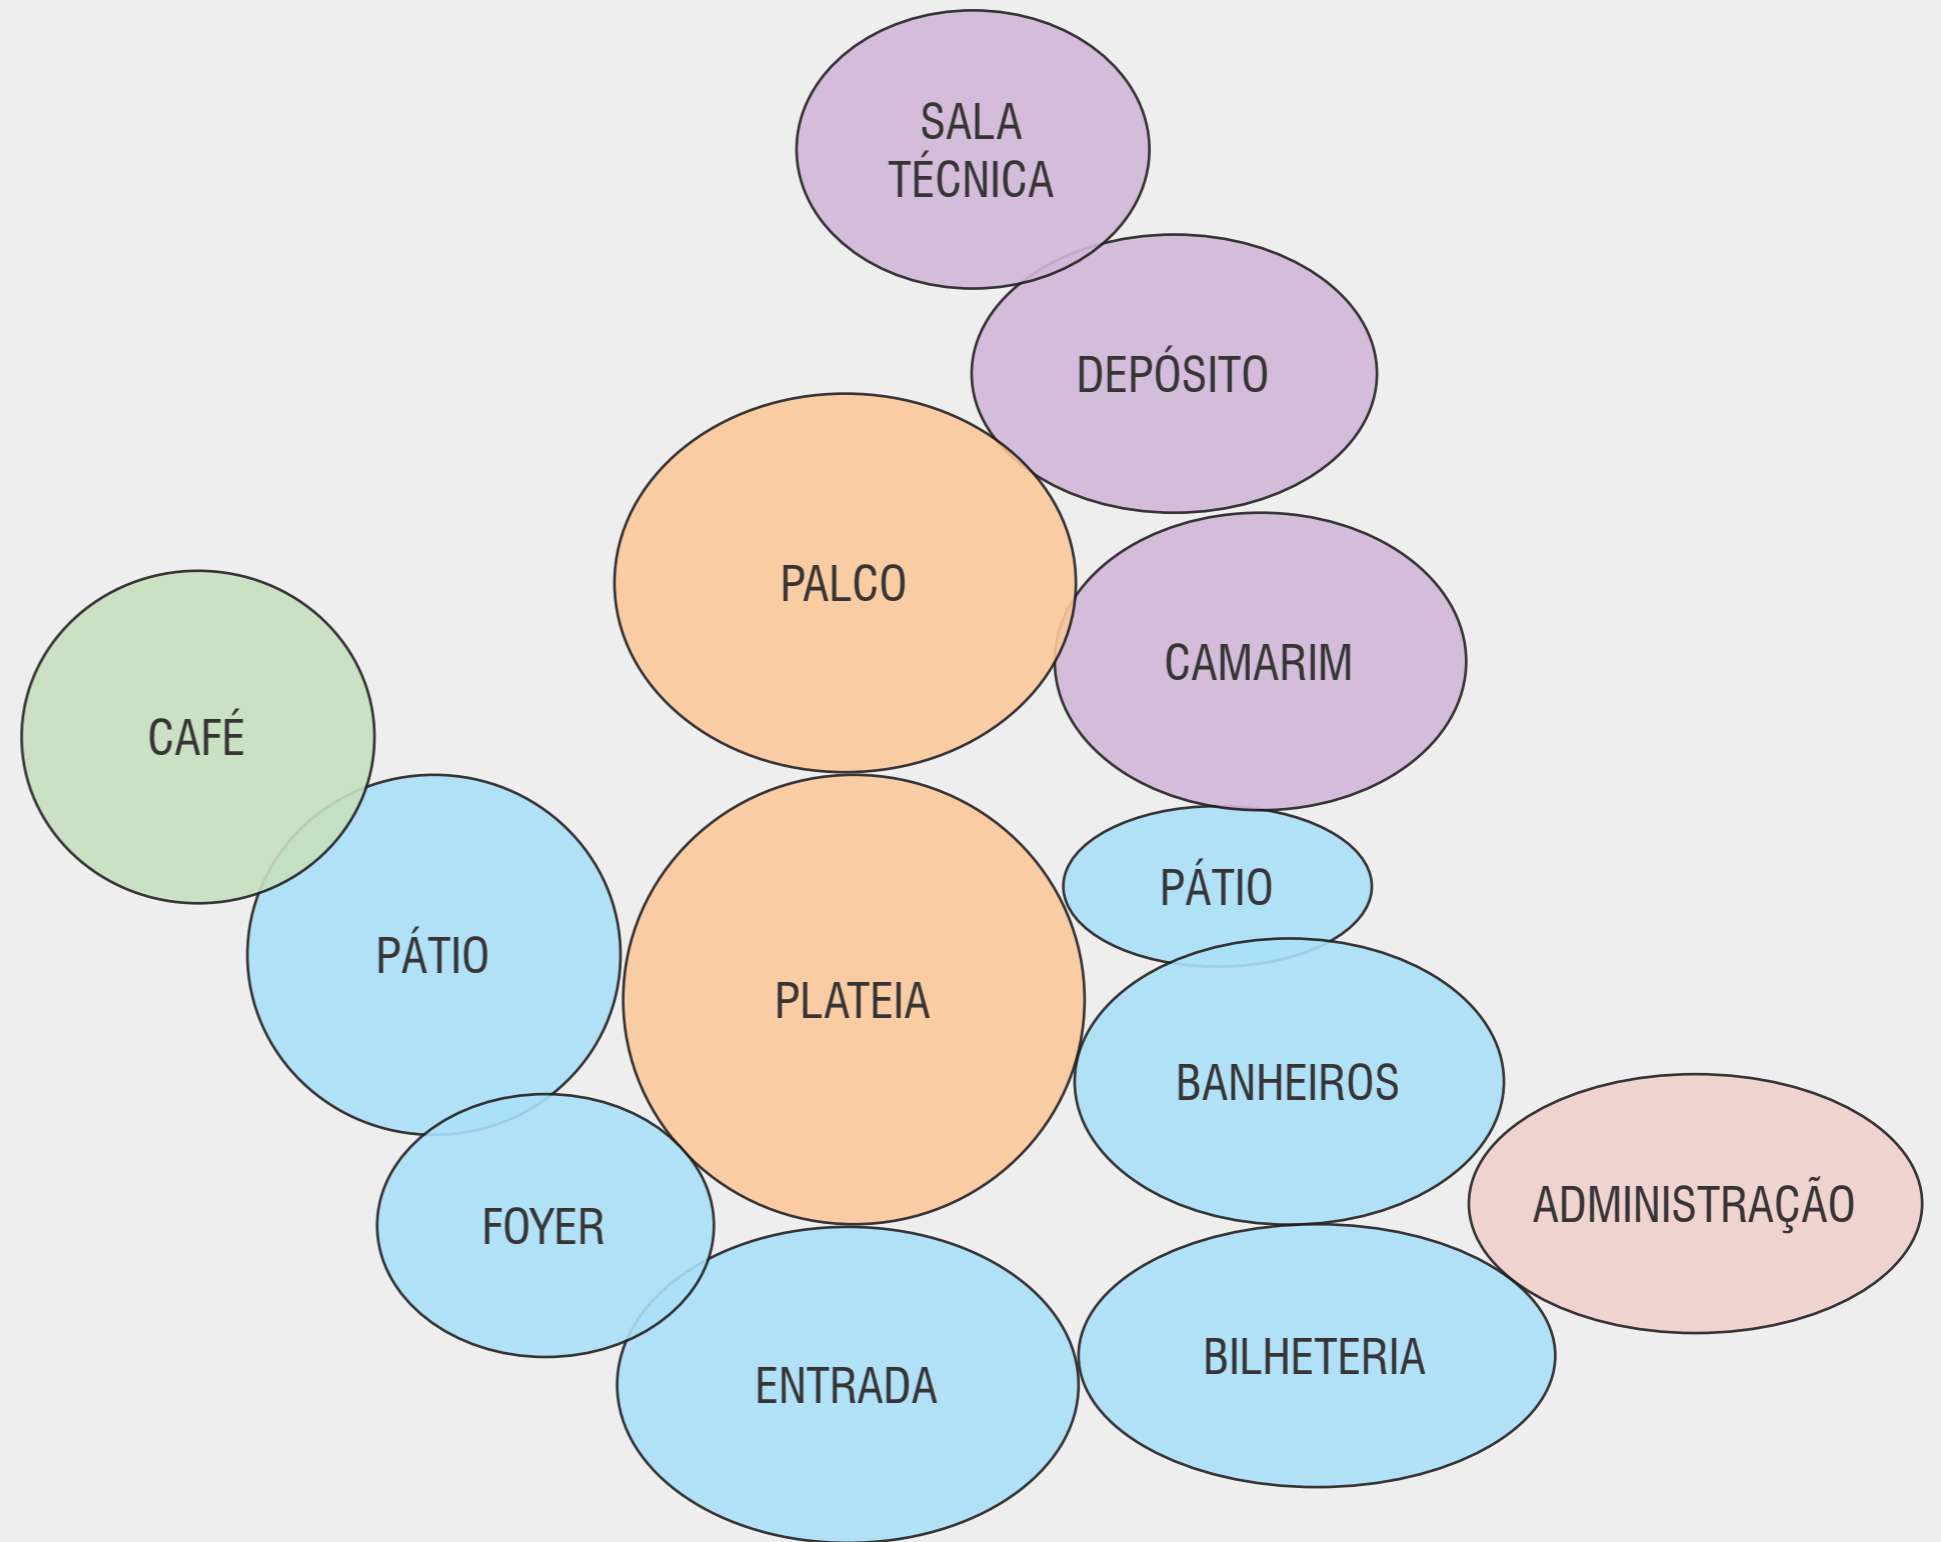 SALA
TÉCNICA
DEPÓSITO
PALCO
CAMARIM
CAFÉ
PÁTIO
PÁTIO
PLATEIA
BANHEIROS
ADMINISTRAÇÃO
FOYER
BILHETERIA
ENTRADA